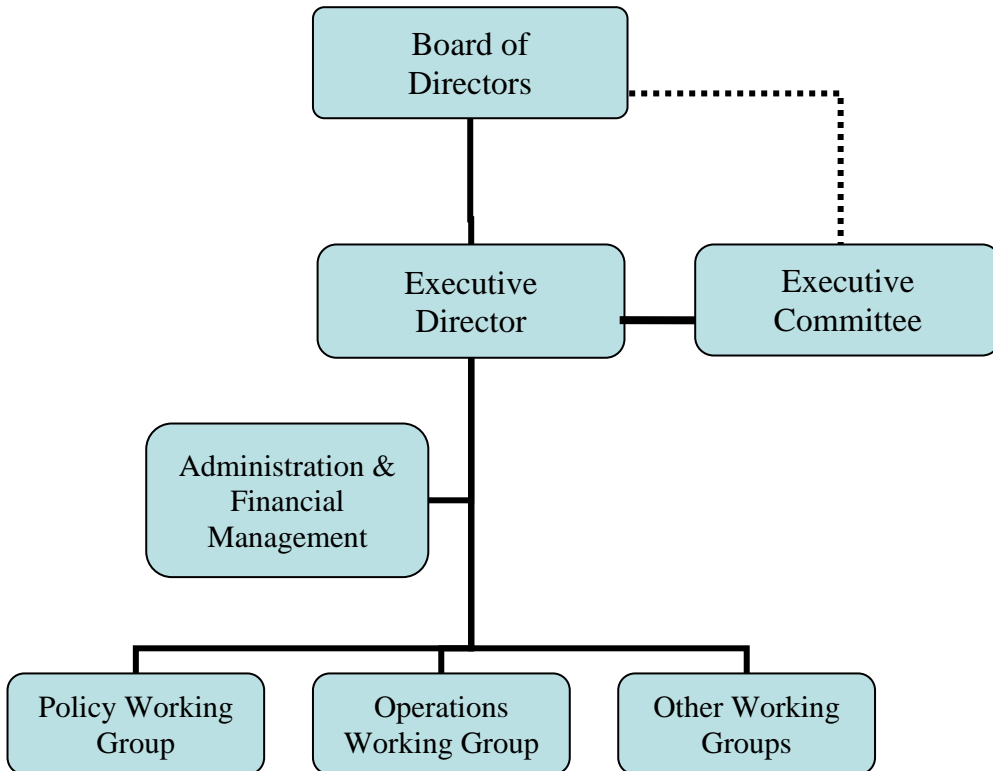 Board of
Directors
Executive
Director
Executive
Committee
Administration &
Financial
Management
Policy Working
Group
Operations
Working Group
Other Working
Groups